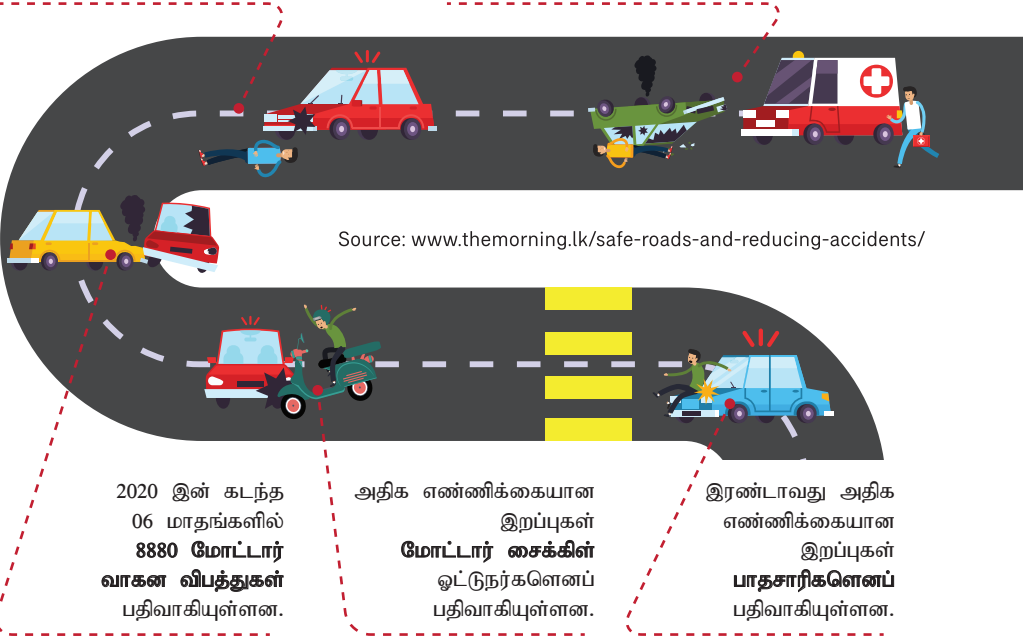 Source: www.themorning.lk/safe-roads-and-reducing-accidents/
2020 இன் கடந்த
06 மாதங்களில்
8880 மோட்டார்
வாகன விபத்துகள்
பதிவாகியுள்ளன.
அதிக எண்ணிக்கையான
இறப்புகள்
மோட்டார் சைக்கிள்
ஓட்டுநர்களெனப்
பதிவாகியுள்ளன.
இரண்டாவது அதிக
எண்ணிக்கையான
இறப்புகள்
பாதசாரிகளெனப்
பதிவாகியுள்ளன.